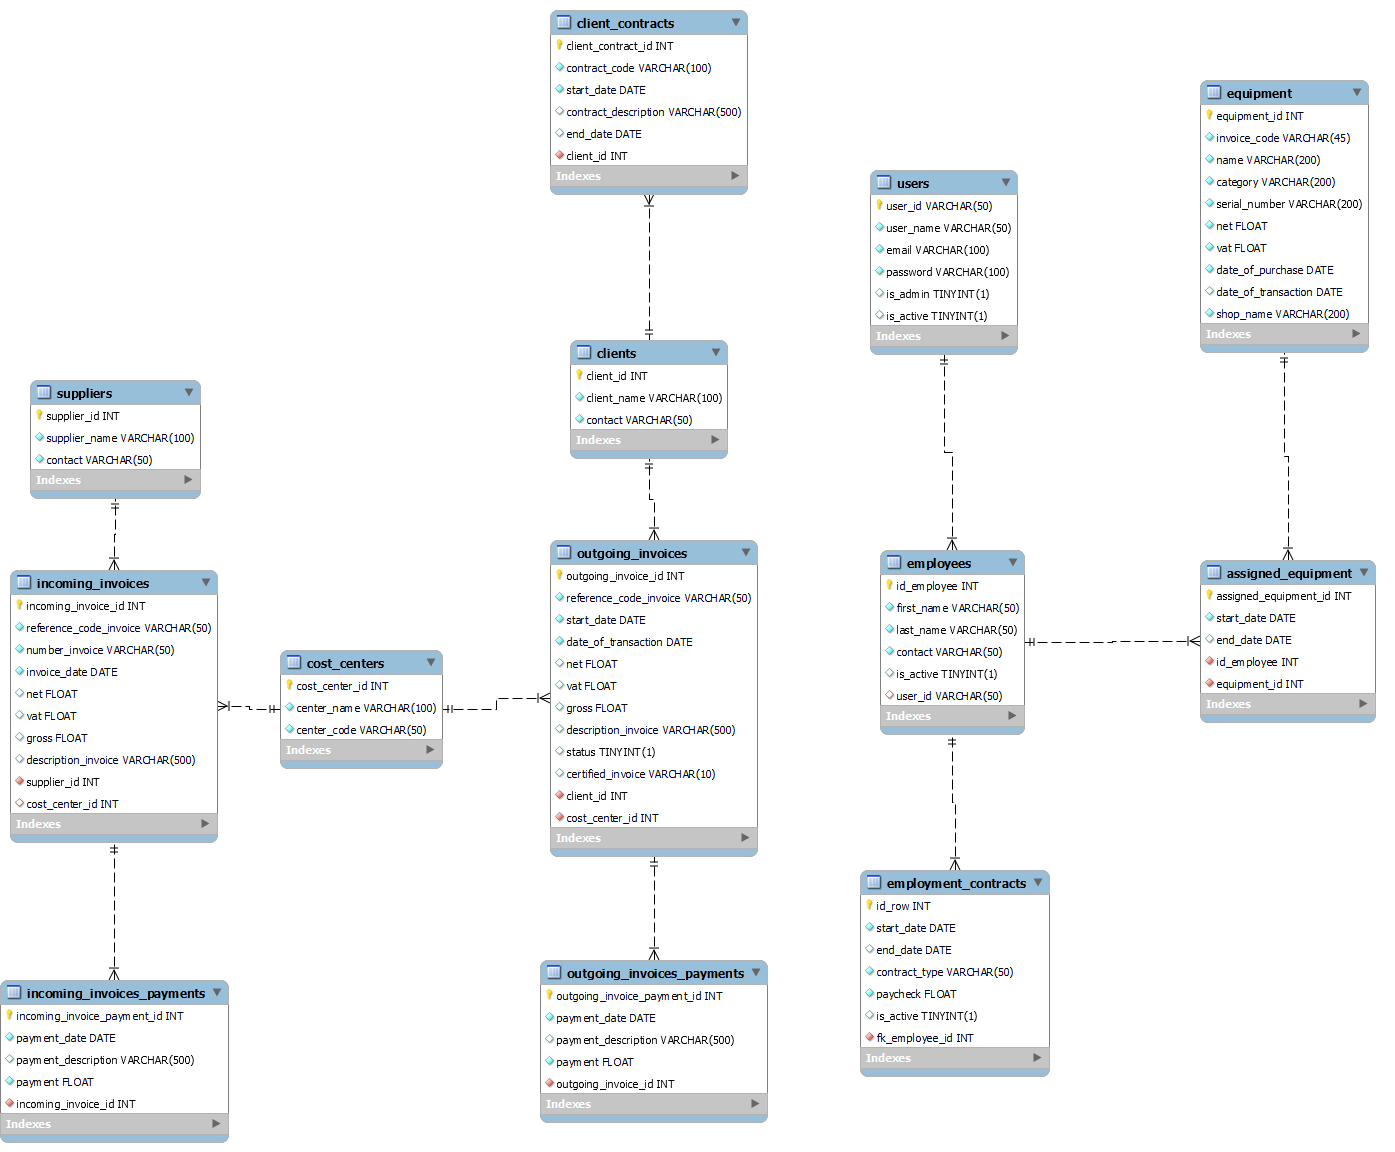 client_contracts
client_contract_id INT
contract_code VARCHAR(100)
start_date DATE
contract_description VARCHAR(500)
end_date DATE
client_id INT
Indexes
equipment
equipment_id INT
invoice_code VARCHAR(45)
name VARCHAR(200)
category VARCHAR(200)
serial_number VARCHAR(200)
net FLOAT
vat FLOAT
date_of_purchase DATE
date_of_transaction DATE
shop_name VARCHAR(200)
Indexes
users
user_id VARCHAR(50)
user_name VARCHAR(50)
email VARCHAR(100)
password VARCHAR(100)
is_admin TINYINT(1)
is_active TINYINT(1)
Indexes
clients
client_id INT
client_name VARCHAR(100)
contact VARCHAR(50)
Indexes
suppliers
supplier_id INT
supplier_name VARCHAR(100)
contact VARCHAR(50)
Indexes
incoming_invoices
incoming_invoice_id INT
reference_code_invoice VARCHAR(50)
number_invoice VARCHAR(50)
invoice_date DATE
net FLOAT
vat FLOAT
gross FLOAT
description_invoice VARCHAR(500)
supplier_id INT
cost_center_id INT
Indexes
cost_centers
cost_center_id INT
center_name VARCHAR(100)
center_code VARCHAR(50)
Indexes
outgoing_invoices
outgoing_invoice_id INT
reference_code_invoice VARCHAR(50)
start_date DATE
date_of_transaction DATE
net FLOAT
vat FLOAT
gross FLOAT
description_invoice VARCHAR(500)
status TINYINT(1)
certified_invoice VARCHAR(10)
client_id INT
cost_center_id INT
Indexes
employees
id_employee INT
first_name VARCHAR(50)
last_name VARCHAR(50)
contact VARCHAR(50)
is_active TINYINT(1)
user_id VARCHAR(50)
Indexes
assigned_equipment
assigned_equipment_id INT
start_date DATE
end_date DATE
id_employee INT
equipment_id INT
Indexes
employment_contracts
id_row INT
start_date DATE
end_date DATE
contract_type VARCHAR(50)
paycheck FLOAT
is_active TINYINT(1)
fk_employee_id INT
Indexes
incoming_invoices_payments
incoming_invoice_payment_id INT
payment_date DATE
payment_description VARCHAR(500)
payment FLOAT
incoming_invoice_id INT
Indexes
outgoing_invoices_payments
outgoing_invoice_payment_id INT
payment_date DATE
payment_description VARCHAR(500)
payment FLOAT
outgoing_invoice_id INT
Indexes